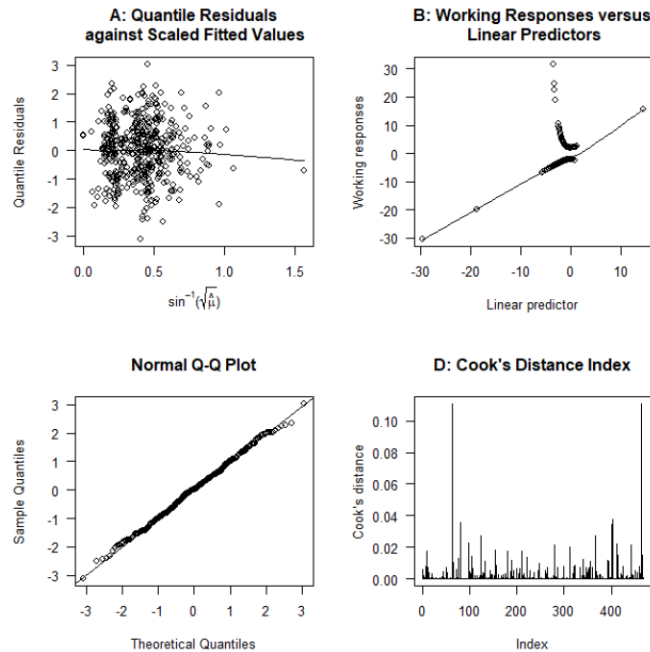 A: Quantile Residuals
against Scaled Fitted Values
Quantile Residuals
3
2
1
0
-1
-2
-3
0.0 0.5 1.0 1.5
sin⁻¹(√μ̂)
B: Working Responses versus
Linear Predictors
Working responses
30
20
10
0
-10
-30
-30 -20 -10 0 10
Linear predictor
Normal Q-Q Plot
Sample Quantiles
3
2
1
0
-1
-2
-3
-3 -2 -1 0 1 2 3
Theoretical Quantiles
D: Cook's Distance Index
Cook's distance
0.10
0.08
0.06
0.04
0.02
0.00
0 100 200 300 400
Index